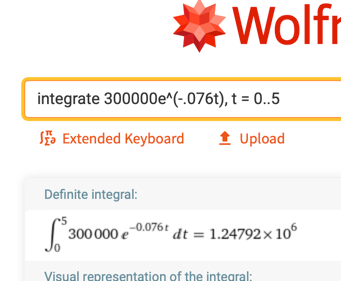 Wolfr
integrate 300000e^(-.076t), t = 0..5
∫π Σ∂ Extended Keyboard Upload
Definite integral:
∫₀⁵ 300 000 e^(−0.076 t) dt = 1.24792×10⁶
Visual representation of the integral: